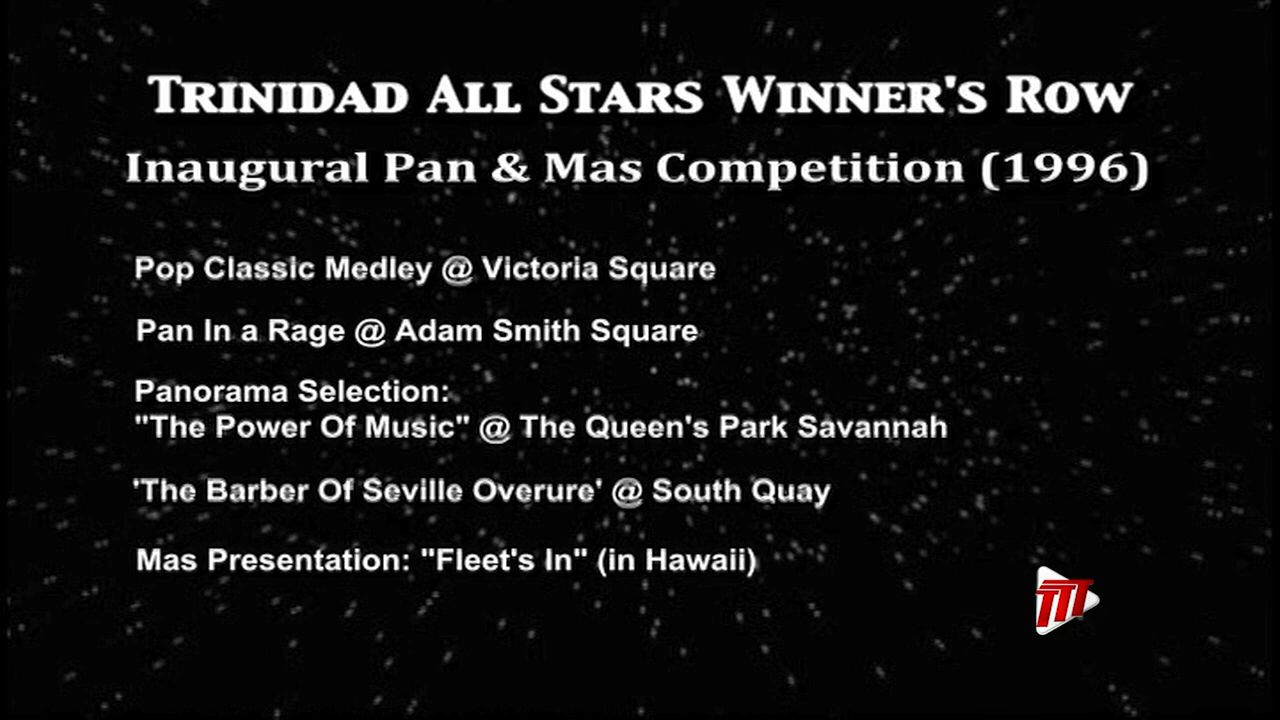 Trinidad All Stars Winner's Row
Inaugural Pan & Mas Competition (1996)
Pop Classic Medley @ Victoria Square
Pan In a Rage @ Adam Smith Square
Panorama Selection:
"The Power Of Music" @ The Queen's Park Savannah
'The Barber Of Seville Overure' @ South Quay
Mas Presentation: "Fleet's In" (in Hawaii)
TTT